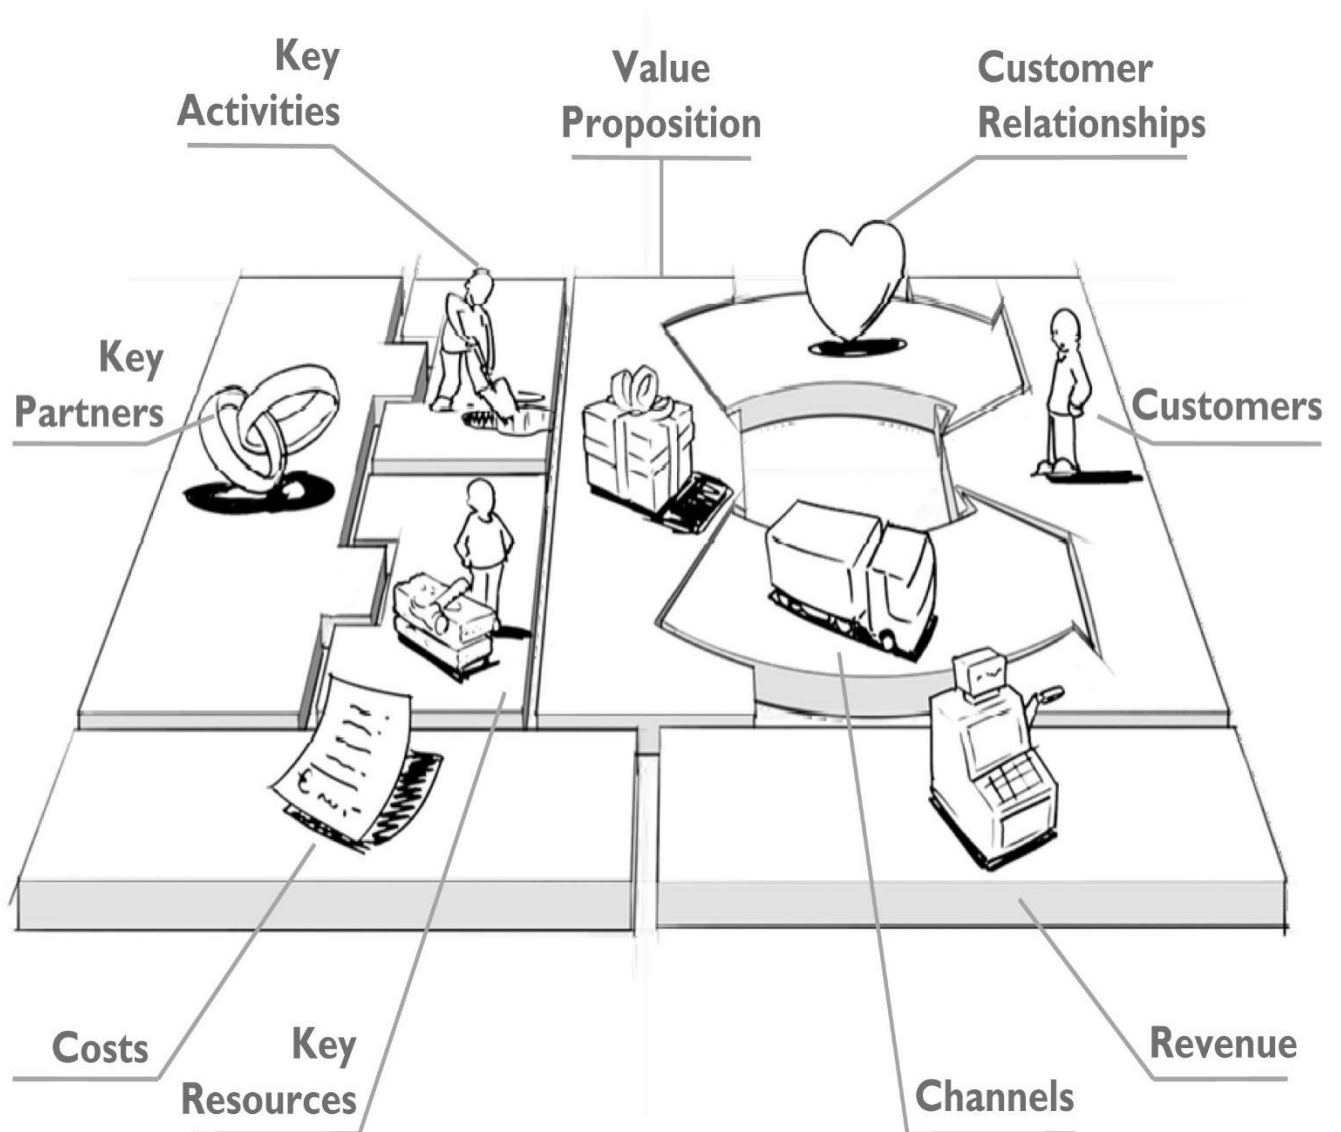 Key
Activities
Value
Proposition
Customer
Relationships
Key
Partners
Customers
Costs
Key
Resources
Channels
Revenue